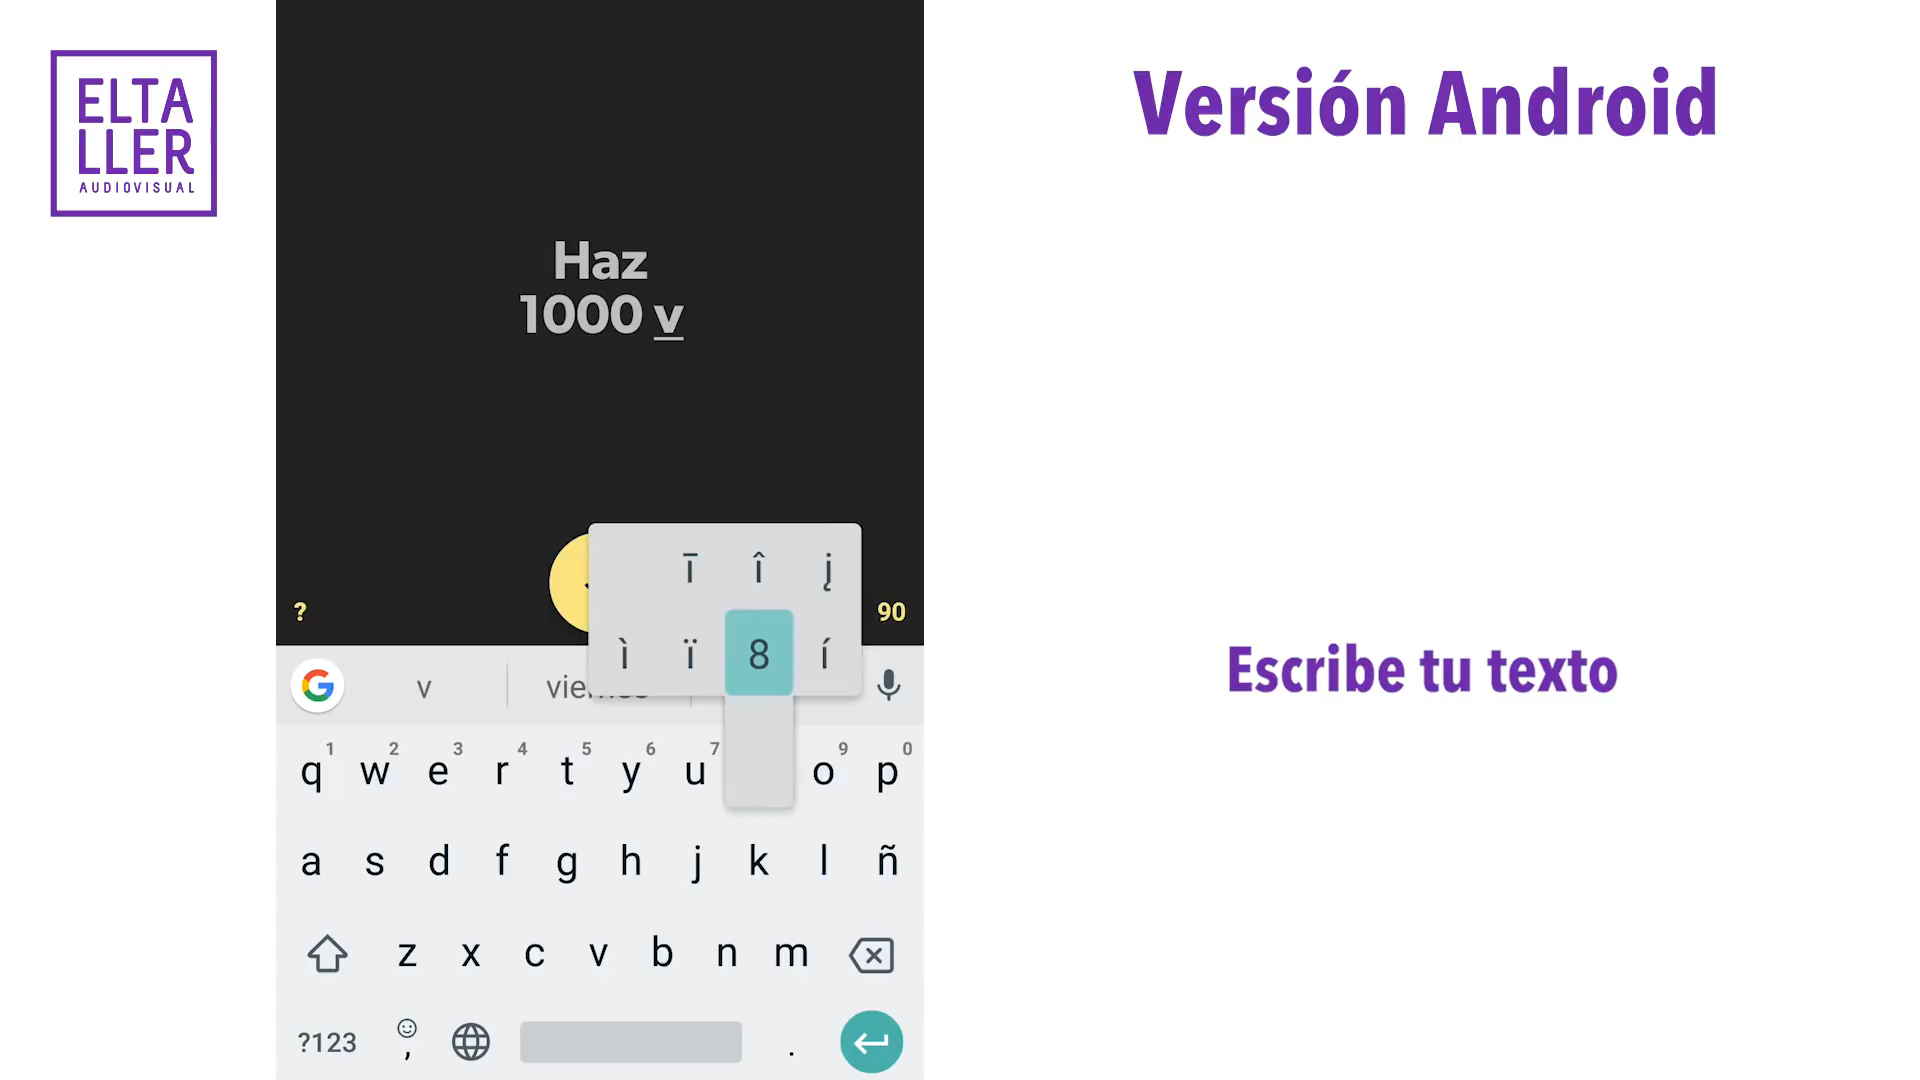 ELTA
LLER
AUDIOVISUAL
Versión Android
Haz
1000 v
? 90
ī î į
ì ï 8 í
v
1 2 3 4 5 6 7 9 0
q w e r t y u o p
a s d f g h j k l ñ
z x c v b n m
?123 , .
Escribe tu texto